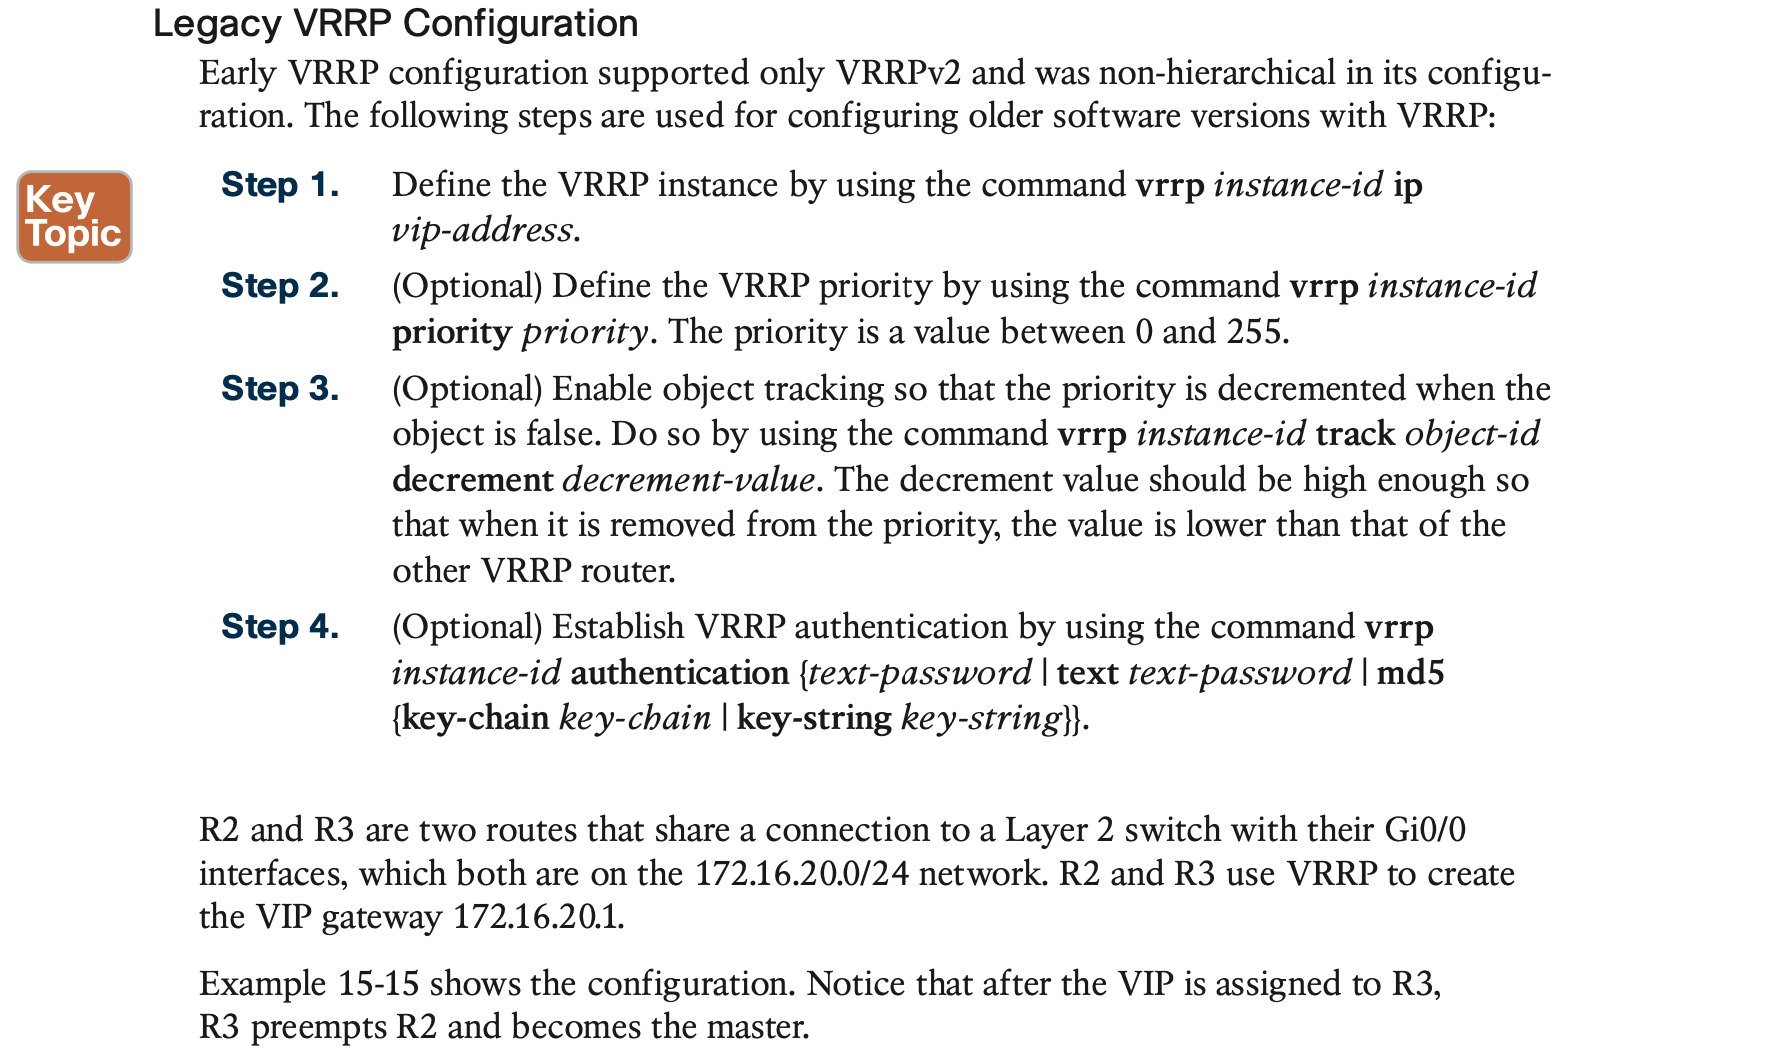 Legacy VRRP Configuration
Early VRRP configuration supported only VRRPv2 and was non-hierarchical in its configu-
ration. The following steps are used for configuring older software versions with VRRP:
Key
Topic
Step 1. Define the VRRP instance by using the command vrrp instance-id ip
vip-address.
Step 2. (Optional) Define the VRRP priority by using the command vrrp instance-id
priority priority. The priority is a value between 0 and 255.
Step 3. (Optional) Enable object tracking so that the priority is decremented when the
object is false. Do so by using the command vrrp instance-id track object-id
decrement decrement-value. The decrement value should be high enough so
that when it is removed from the priority, the value is lower than that of the
other VRRP router.
Step 4. (Optional) Establish VRRP authentication by using the command vrrp
instance-id authentication {text-password | text text-password | md5
{key-chain key-chain | key-string key-string}}.
R2 and R3 are two routes that share a connection to a Layer 2 switch with their Gi0/0
interfaces, which both are on the 172.16.20.0/24 network. R2 and R3 use VRRP to create
the VIP gateway 172.16.20.1.
Example 15-15 shows the configuration. Notice that after the VIP is assigned to R3,
R3 preempts R2 and becomes the master.